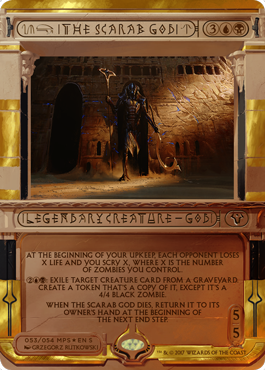 THE SCARAB GOD
3
LEGENDARY CREATURE – GOD
AT THE BEGINNING OF YOUR UPKEEP, EACH OPPONENT LOSES
X LIFE AND YOU SCRY X, WHERE X IS THE NUMBER
OF ZOMBIES YOU CONTROL.
2: EXILE TARGET CREATURE CARD FROM A GRAVEYARD.
CREATE A TOKEN THAT'S A COPY OF IT, EXCEPT IT'S A
4/4 BLACK ZOMBIE.
WHEN THE SCARAB GOD DIES, RETURN IT TO ITS
OWNER'S HAND AT THE BEGINNING OF
THE NEXT END STEP.
5
5
053/054 MPS • EN S
GRZEGORZ RUTKOWSKI
™ & © 2017 WIZARDS OF THE COAST